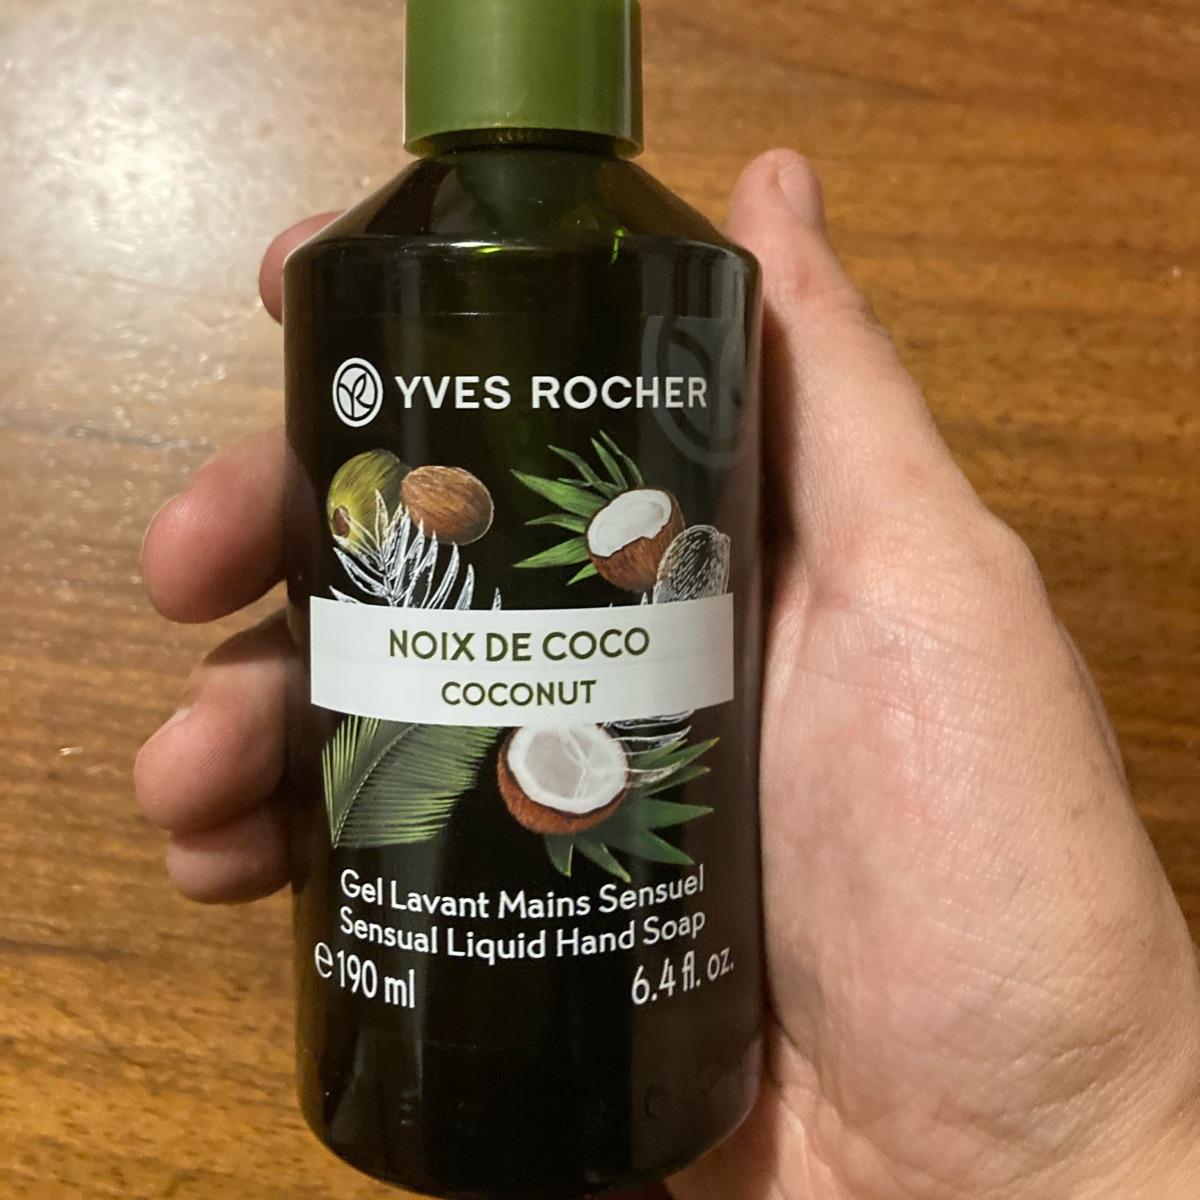 YVES ROCHER
NOIX DE COCO
COCONUT
Gel Lavant Mains Sensuel
Sensual Liquid Hand Soap
℮190 ml 6.4 fl. oz.